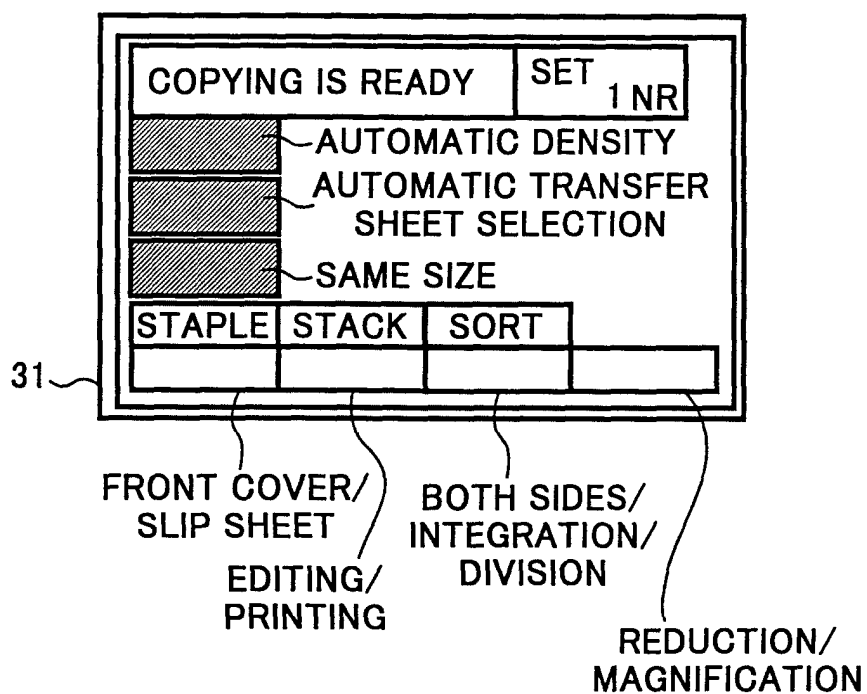 COPYING IS READY
SET
1 NR
AUTOMATIC DENSITY
AUTOMATIC TRANSFER
SHEET SELECTION
SAME SIZE
STAPLE STACK SORT
31
FRONT COVER/
SLIP SHEET
EDITING/
PRINTING
BOTH SIDES/
INTEGRATION/
DIVISION
REDUCTION/
MAGNIFICATION